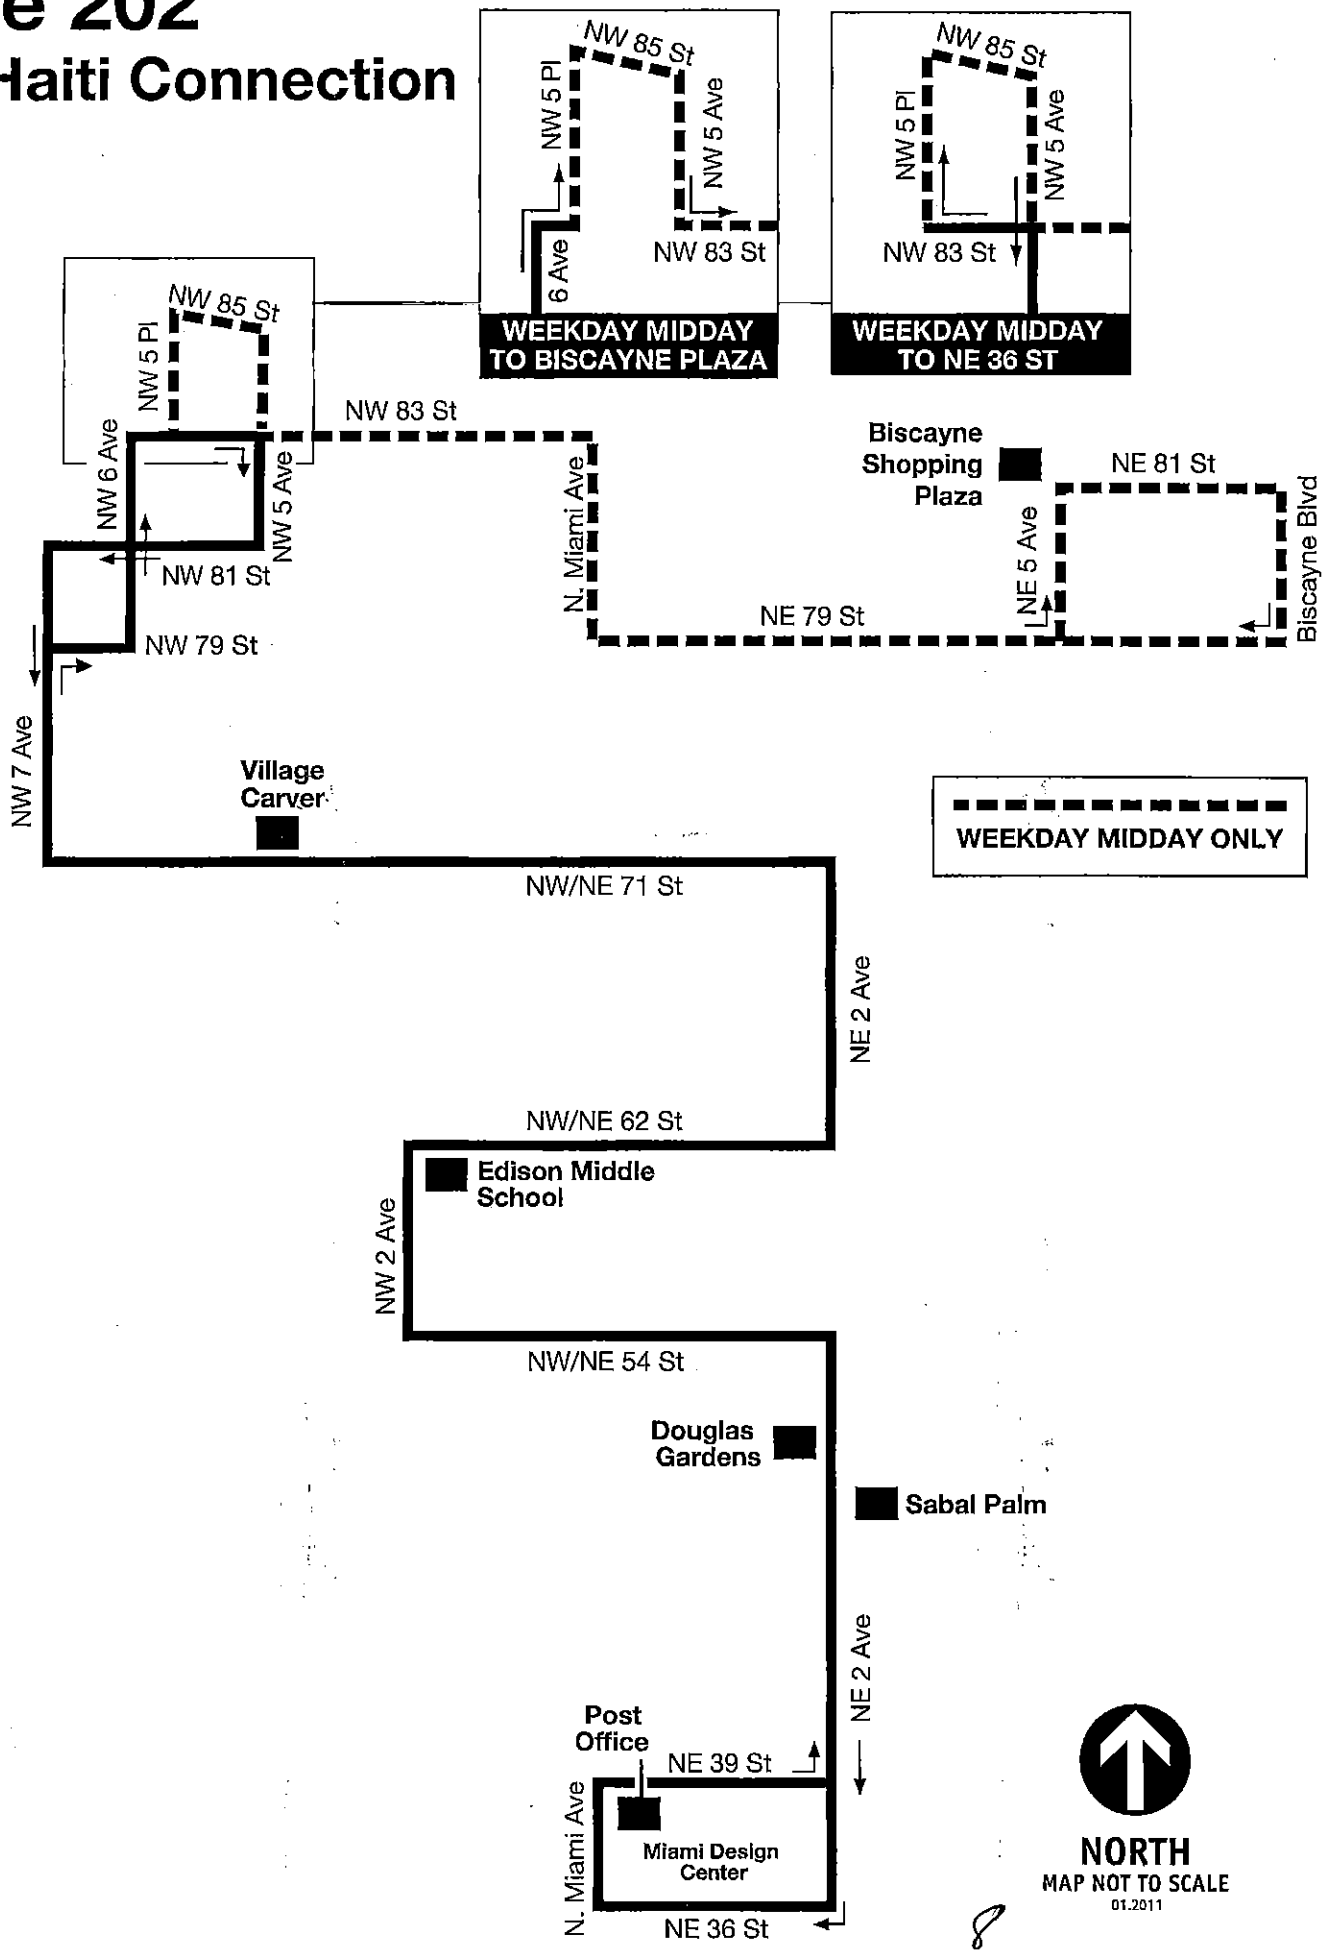 e 202
Haiti Connection
NW 85 St
NW 5 Pl
NW 5 Ave
NW 83 St
6 Ave
WEEKDAY MIDDAY
TO BISCAYNE PLAZA
NW 85 St
NW 5 Pl
NW 5 Ave
NW 83 St
WEEKDAY MIDDAY
TO NE 36 ST
NW 85 St
NW 5 Pl
NW 83 St
NW 6 Ave
NW 5 Ave
NW 81 St
NW 79 St
NW 7 Ave
N. Miami Ave
Biscayne
Shopping
Plaza
NE 81 St
NE 5 Ave
Biscayne Blvd
NE 79 St
Village
Carver
WEEKDAY MIDDAY ONLY
NW/NE 71 St
NE 2 Ave
NW/NE 62 St
Edison Middle
School
NW 2 Ave
NW/NE 54 St
Douglas
Gardens
Sabal Palm
NE 2 Ave
Post
Office
NE 39 St
N. Miami Ave
Miami Design
Center
NE 36 St
NORTH
MAP NOT TO SCALE
01.2011
8